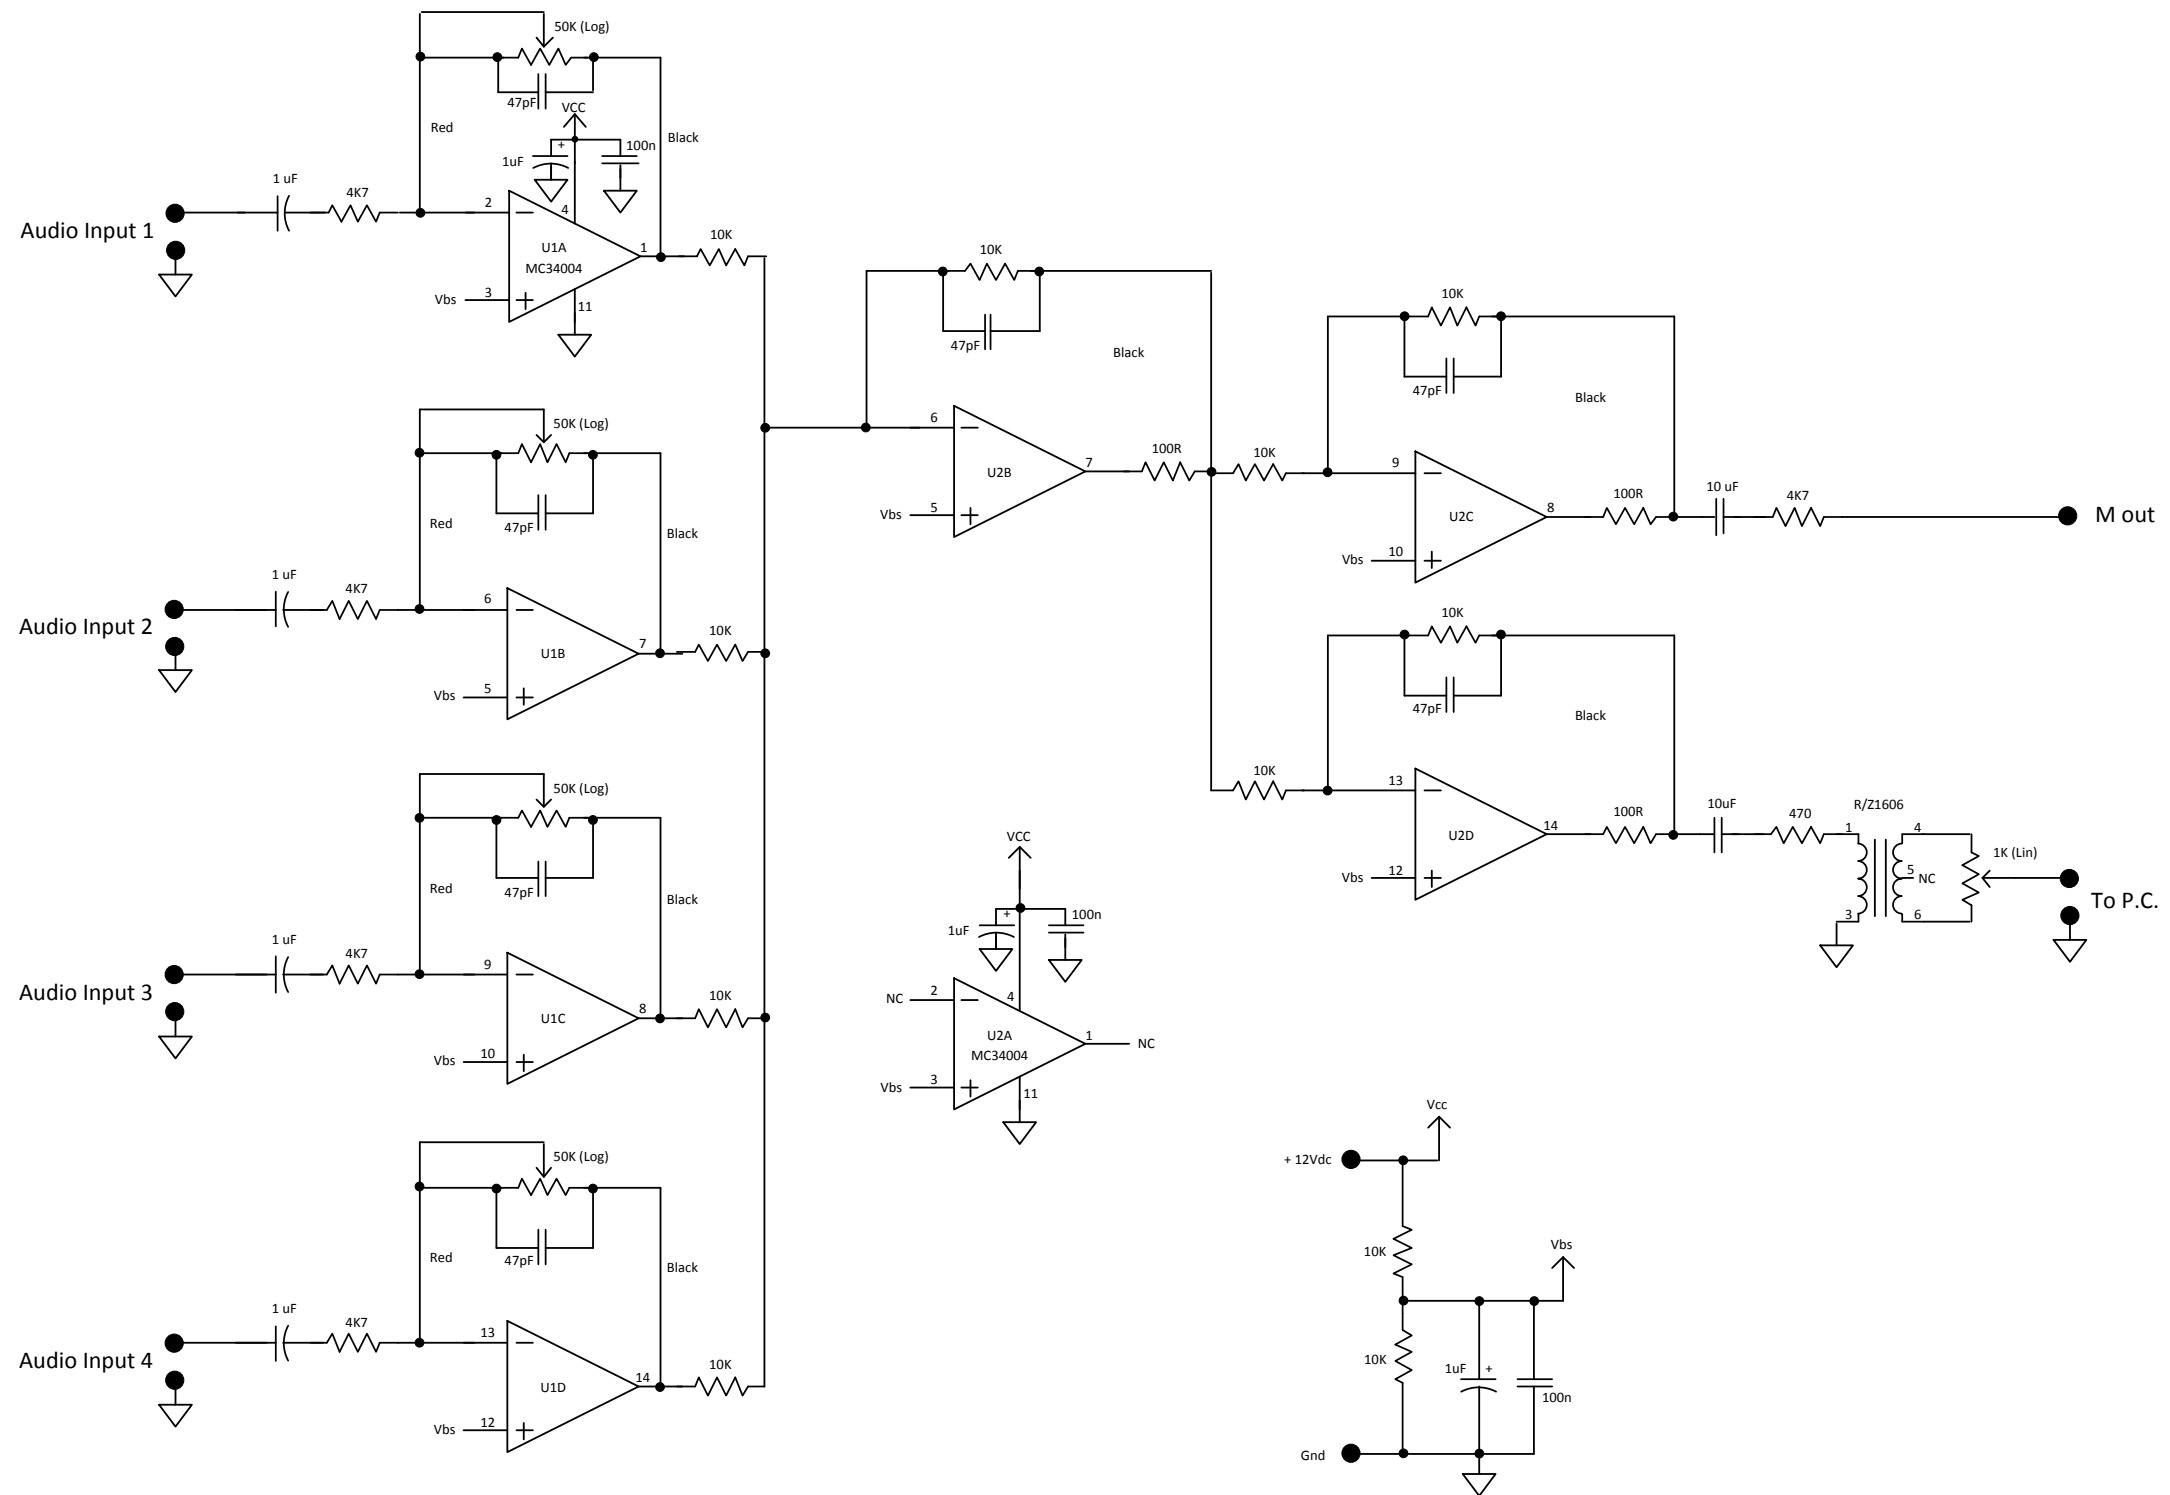 50K (Log)
47pF
VCC
Red
Black
1uF
+
100n
1 uF
4K7
2
4
Audio Input 1
U1A
MC34004
1
10K
Vbs
3
11
50K (Log)
47pF
Red
Black
1 uF
4K7
6
Audio Input 2
U1B
7
10K
Vbs
5
50K (Log)
47pF
Red
Black
1 uF
4K7
9
Audio Input 3
U1C
8
10K
Vbs
10
50K (Log)
47pF
Red
Black
1 uF
4K7
13
Audio Input 4
U1D
14
10K
Vbs
12
10K
47pF
Black
6
U2B
7
100R
Vbs
5
10K
10K
47pF
Black
9
U2C
8
100R
10 uF
4K7
M out
Vbs
10
10K
47pF
Black
10K
13
U2D
14
100R
10uF
470
R/Z1606
1
3
4
5
NC
6
1K (Lin)
To P.C.
Vbs
12
VCC
1uF
+
100n
NC
2
4
U2A
MC34004
1
NC
Vbs
3
11
Vcc
+ 12Vdc
10K
Vbs
10K
1uF
+
100n
Gnd